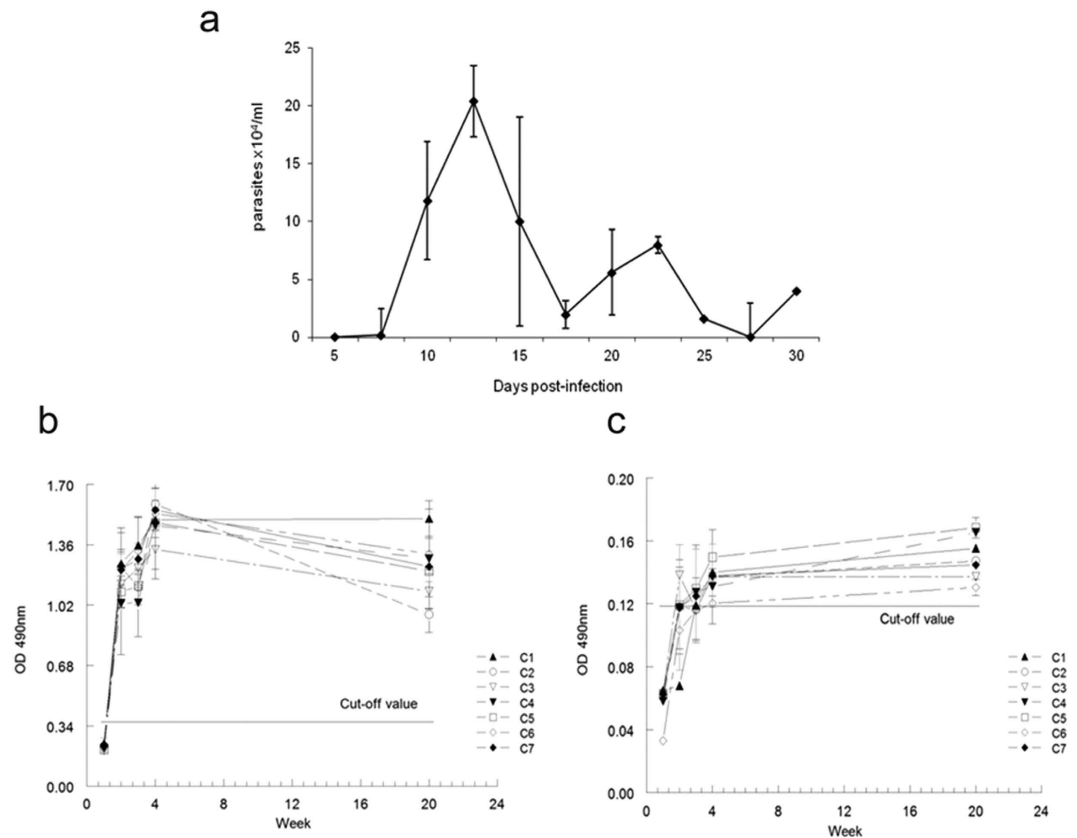 a
25
20
15
10
5
0
parasites x10⁴/ml
5 10 15 20 25 30
Days post-infection
b
1.70
1.36
1.02
0.68
0.34
0.00
OD 490nm
Cut-off value
C1
C2
C3
C4
C5
C6
C7
0 4 8 12 16 20 24
Week
c
0.20
0.16
0.12
0.08
0.04
0.00
OD 490nm
Cut-off value
C1
C2
C3
C4
C5
C6
C7
0 4 8 12 16 20 24
Week